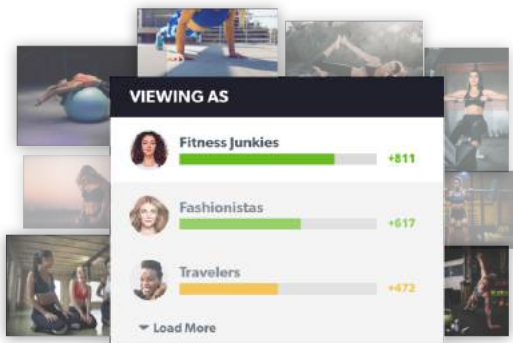 VIEWING AS
Fitness Junkies
+811
Fashionistas
+617
Travelers
+472
Load More